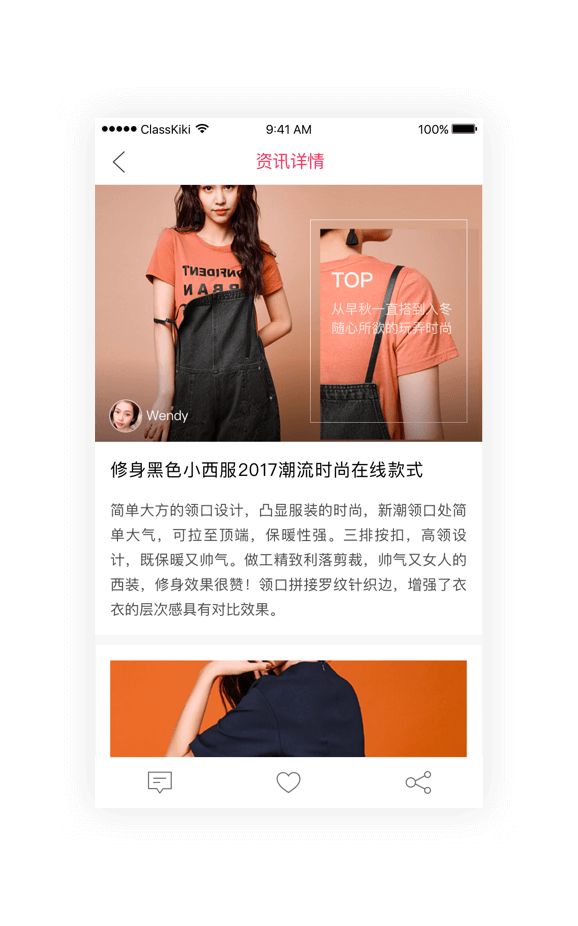 ClassKiki
9:41 AM
100%
资讯详情
TOP
从早秋一直搭到入冬
随心所欲的玩弄时尚
Wendy
修身黑色小西服2017潮流时尚在线款式
简单大方的领口设计，凸显服装的时尚，新潮领口处简
单大气，可拉至顶端，保暖性强。三排按扣，高领设
计，既保暖又帅气。做工精致利落剪裁，帅气又女人的
西装，修身效果很赞！领口拼接罗纹针织边，增强了衣
衣的层次感具有对比效果。